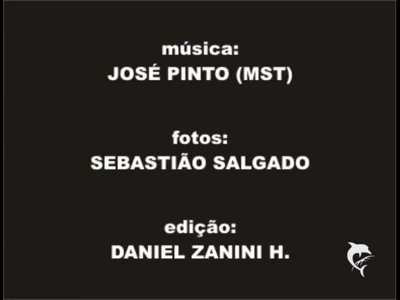 música:
JOSÉ PINTO (MST)
fotos:
SEBASTIÃO SALGADO
edição:
DANIEL ZANINI H.